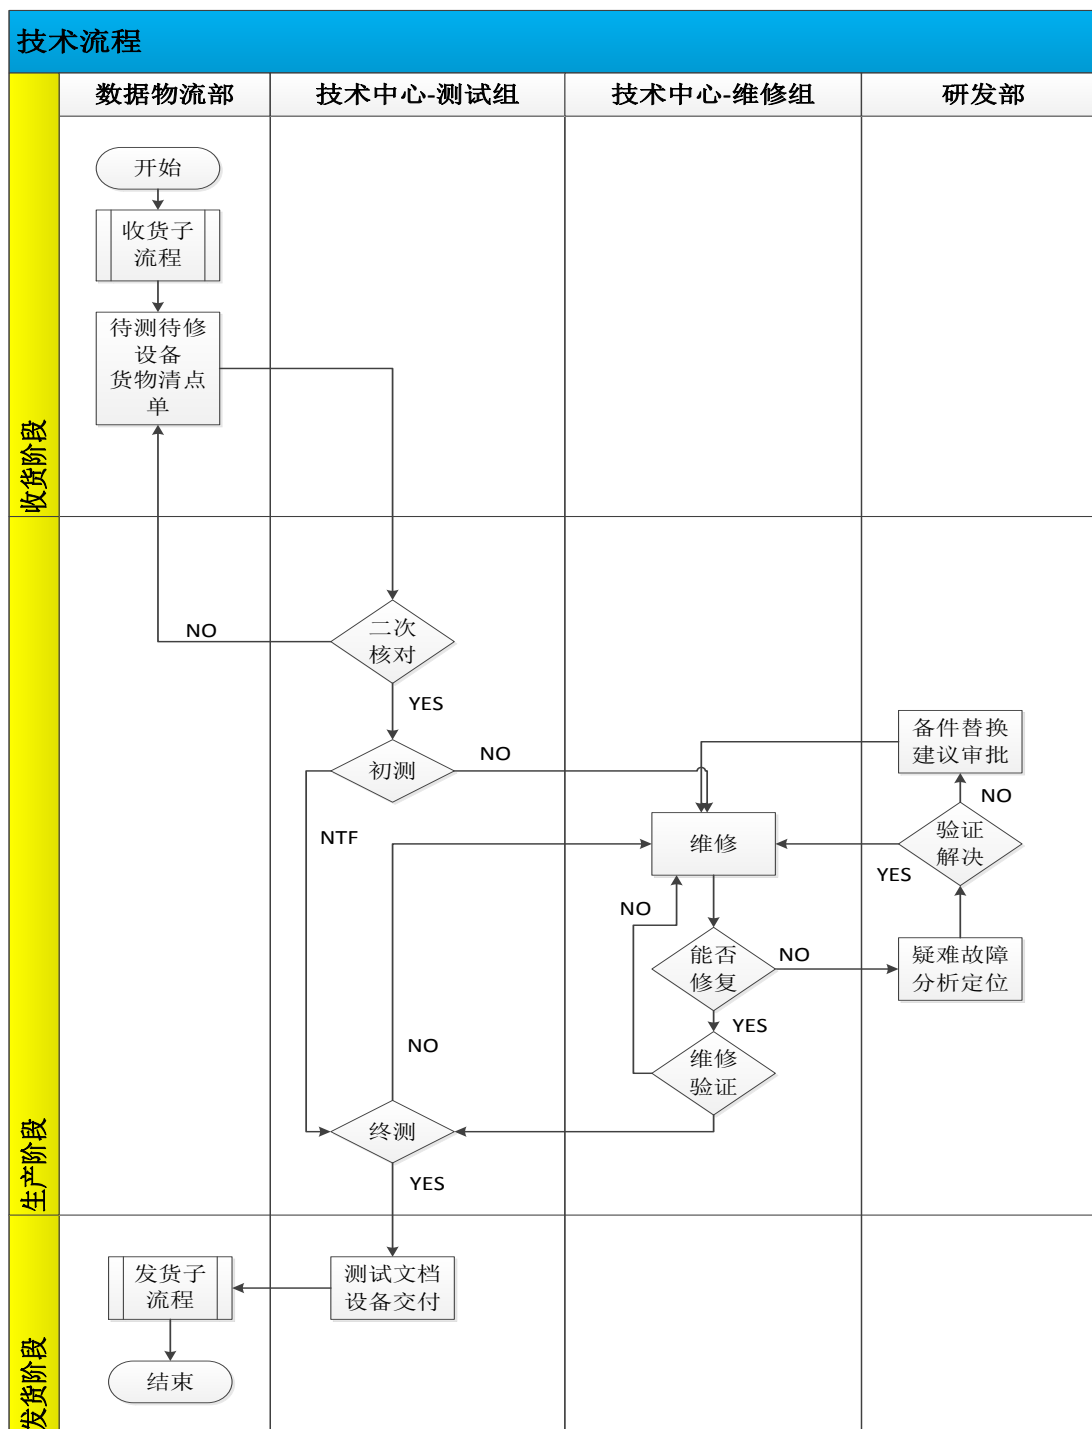 技术流程
数据物流部
技术中心-测试组
技术中心-维修组
研发部
收货阶段
开始
收货子
流程
待测待修
设备
货物清点
单
生产阶段
二次
核对
NO
YES
初测
NO
NTF
备件替换
建议审批
NO
验证
解决
YES
维修
NO
能否
修复
NO
疑难故障
分析定位
YES
维修
验证
NO
终测
YES
发货阶段
发货子
流程
测试文档
设备交付
结束